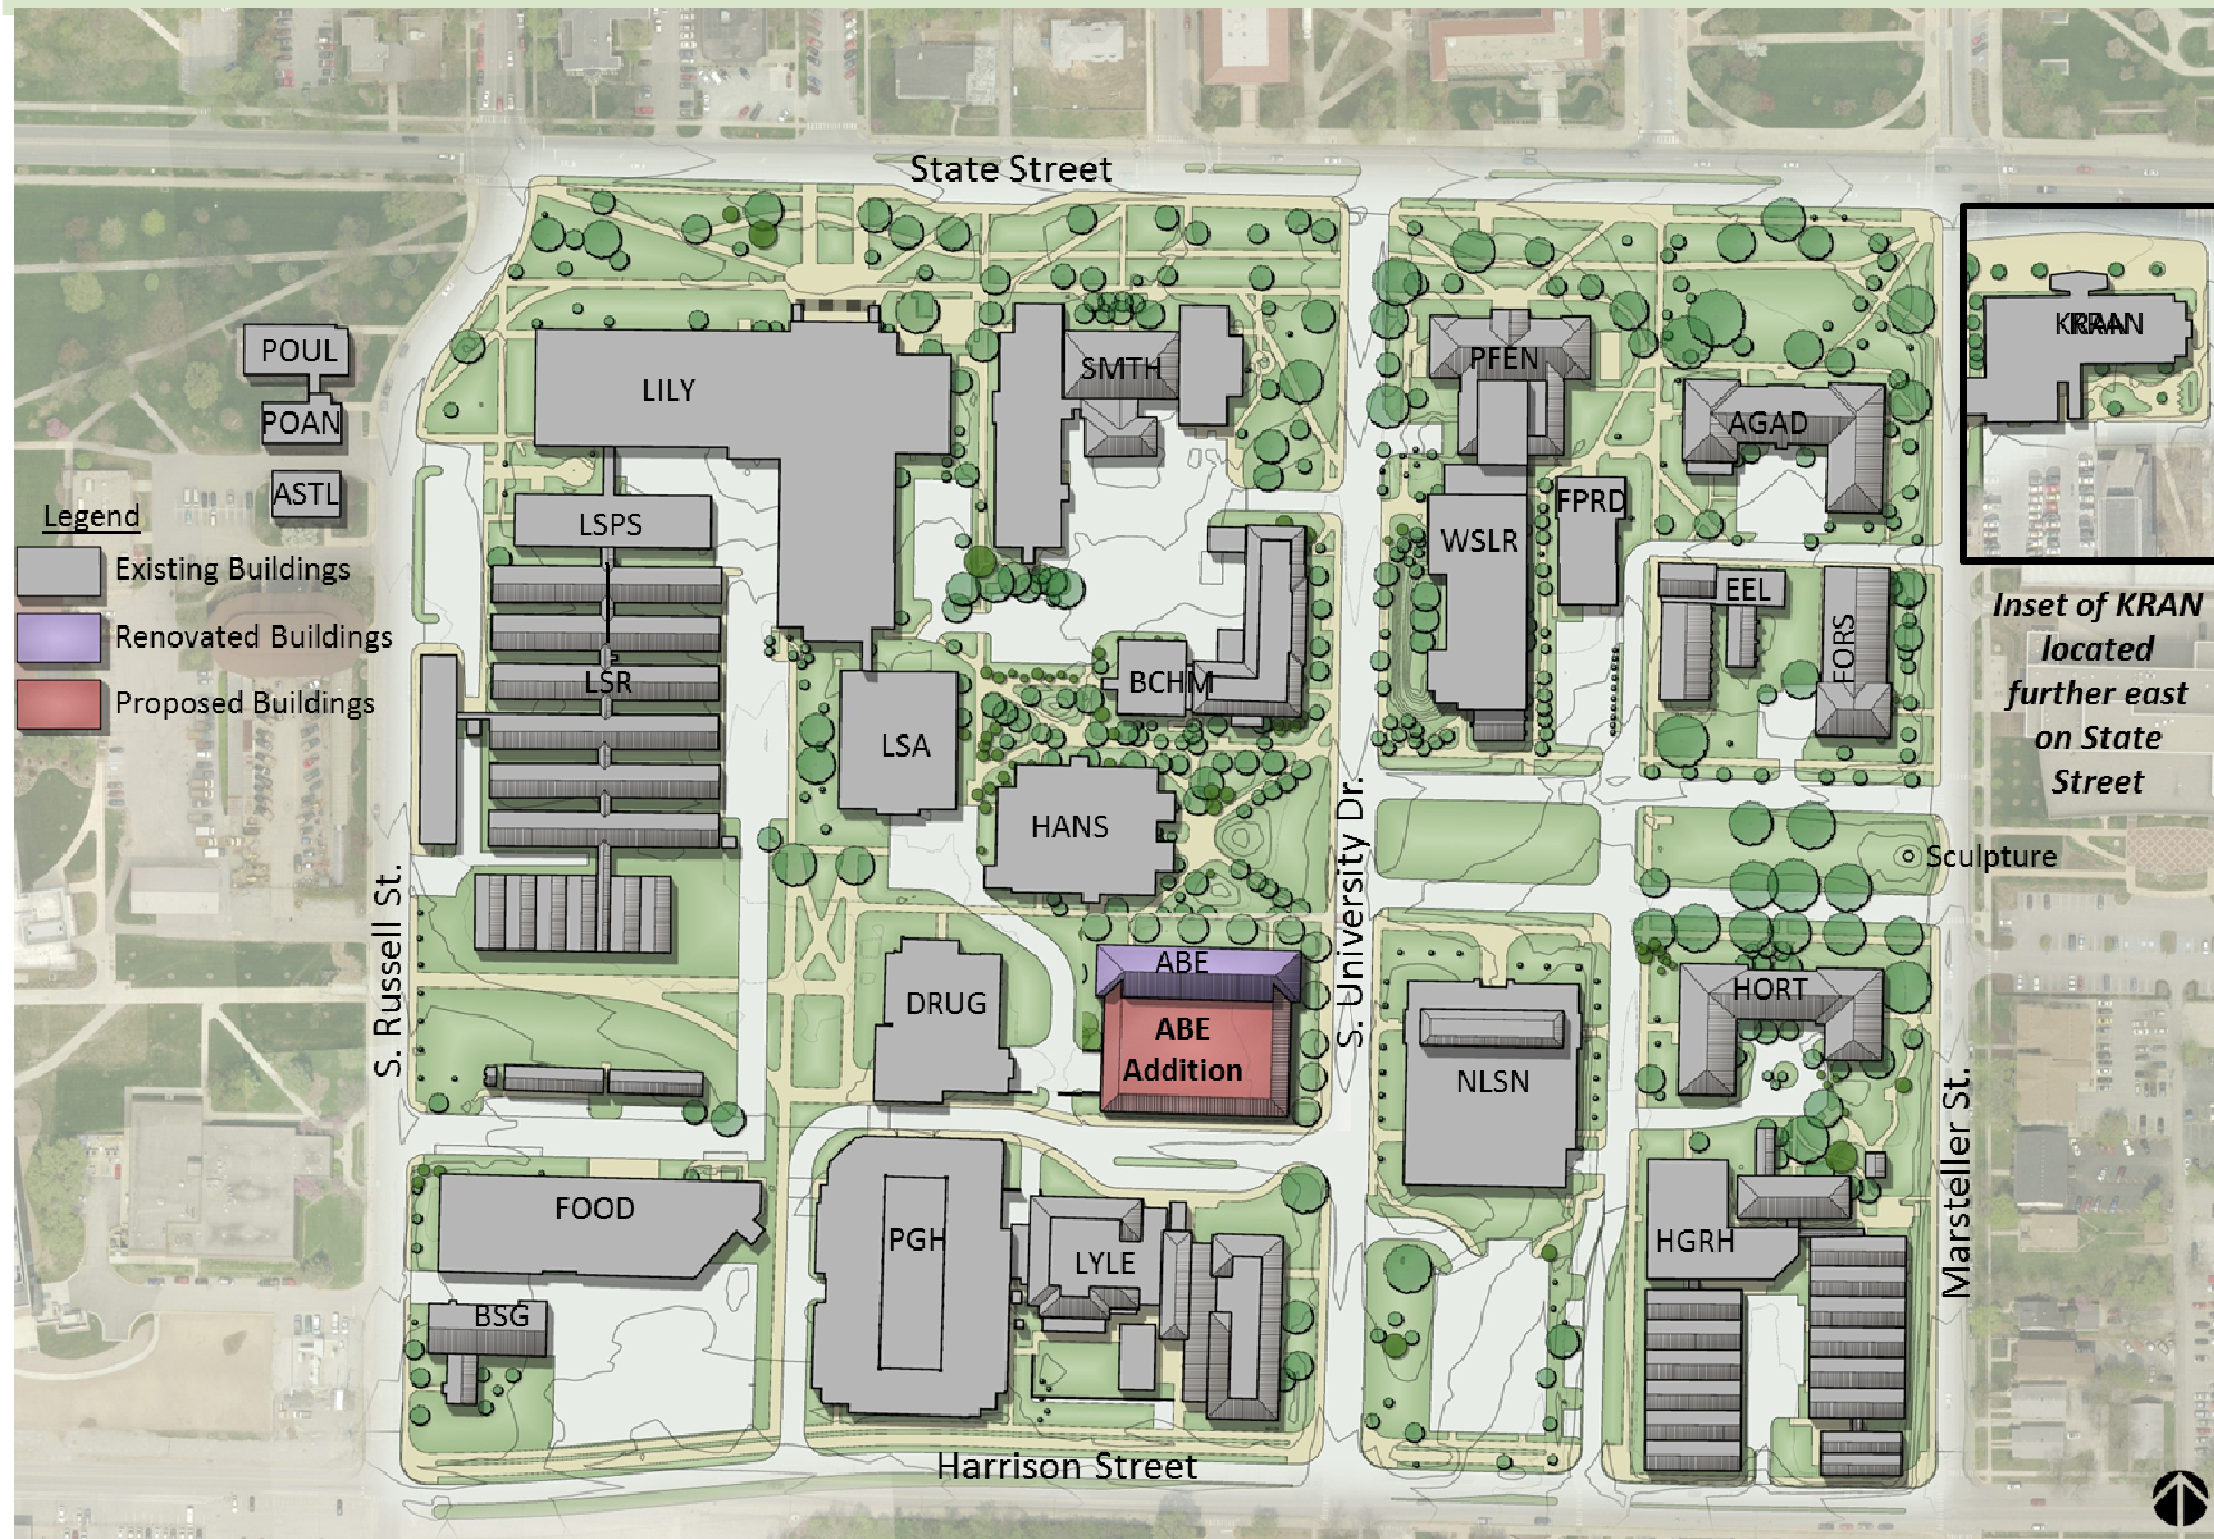 State Street
POUL
POAN
ASTL
LILY
SMTH
PFEN
AGAD
KRAN
LSPS
WSLR
FPRD
EEL
FORS
Legend
Existing Buildings
Renovated Buildings
Proposed Buildings
Inset of KRAN
located
further east
on State
Street
LSR
BCHM
LSA
HANS
Sculpture
S. Russell St.
S. University Dr.
Marsteller St.
ABE
ABE
Addition
DRUG
HORT
NLSN
FOOD
PGH
LYLE
HGRH
BSG
Harrison Street